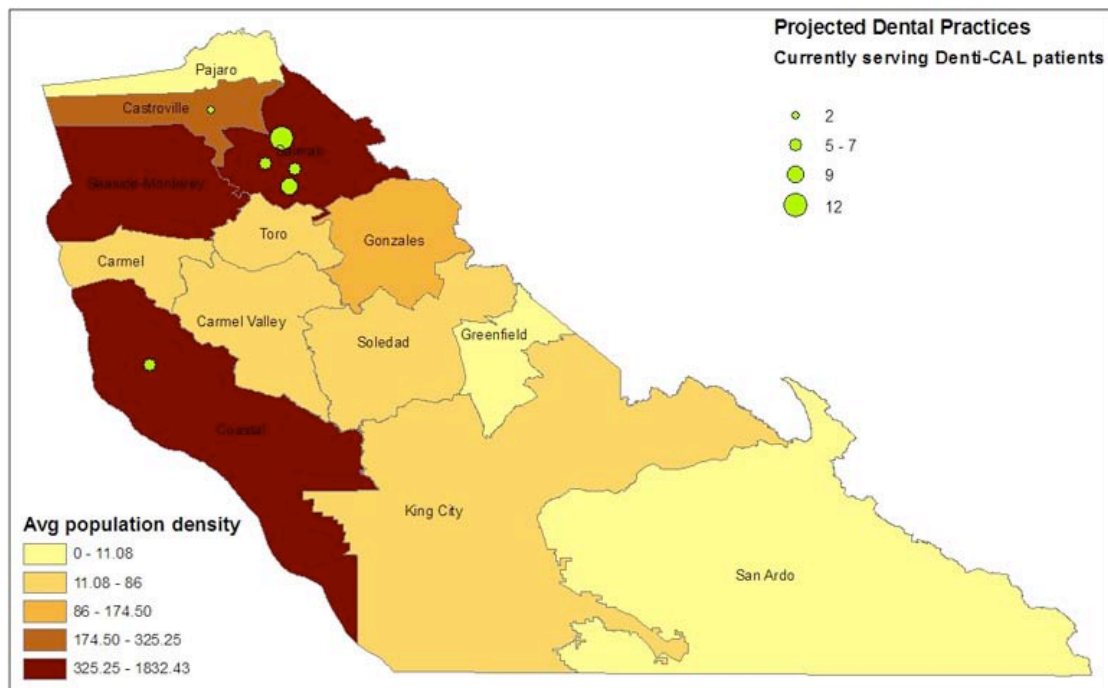 Projected Dental Practices
Currently serving Denti-CAL patients
2
5 - 7
9
12
Pajaro
Castroville
Salinas
Seaside-Monterey
Toro
Gonzales
Carmel
Carmel Valley
Soledad
Greenfield
Coastal
King City
San Ardo
Avg population density
0 - 11.08
11.08 - 86
86 - 174.50
174.50 - 325.25
325.25 - 1832.43